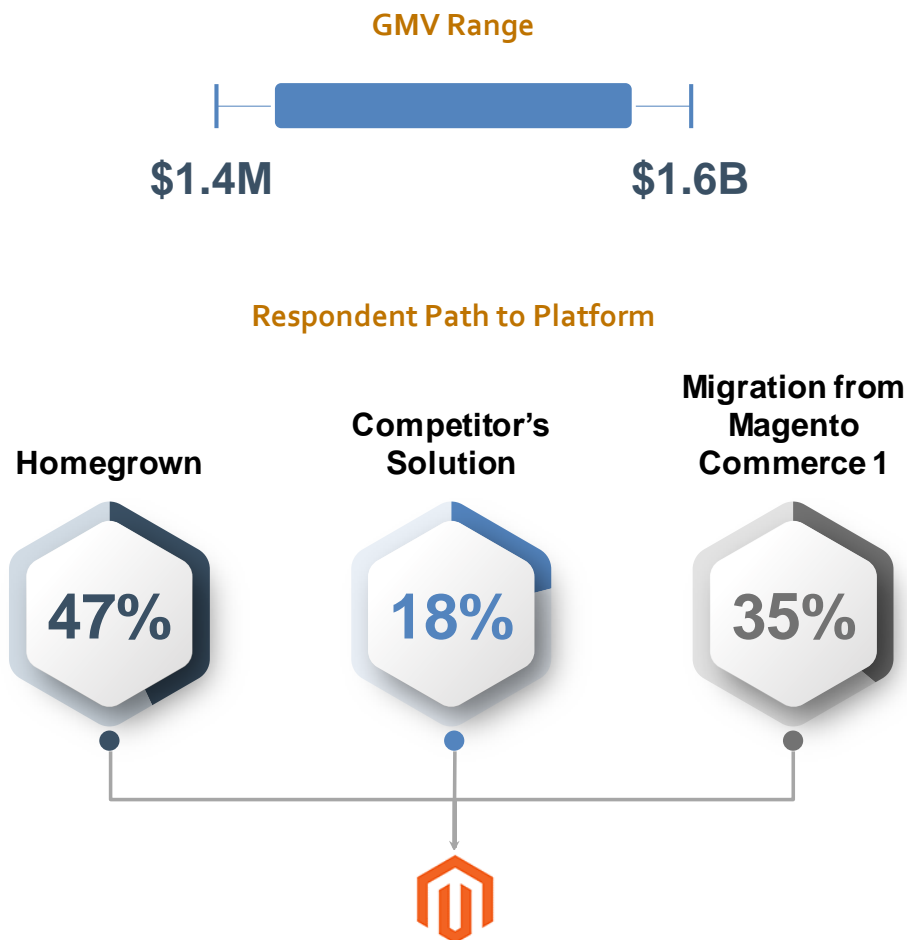 GMV Range
$1.4M
$1.6B
Respondent Path to Platform
Homegrown
Competitor's
Solution
Migration from
Magento
Commerce 1
47%
18%
35%